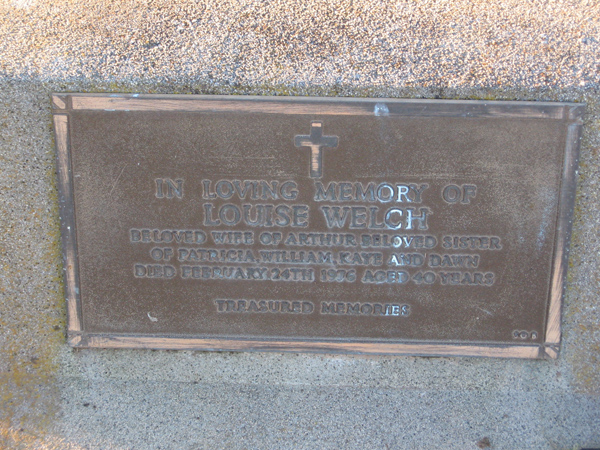 IN LOVING MEMORY OF
LOUISE WELCH
BELOVED WIFE OF ARTHUR, BELOVED SISTER
OF PATRICIA, WILLIAM, KAYE AND DAWN
DIED FEBRUARY 24TH 1996 AGED 40 YEARS
TREASURED MEMORIES